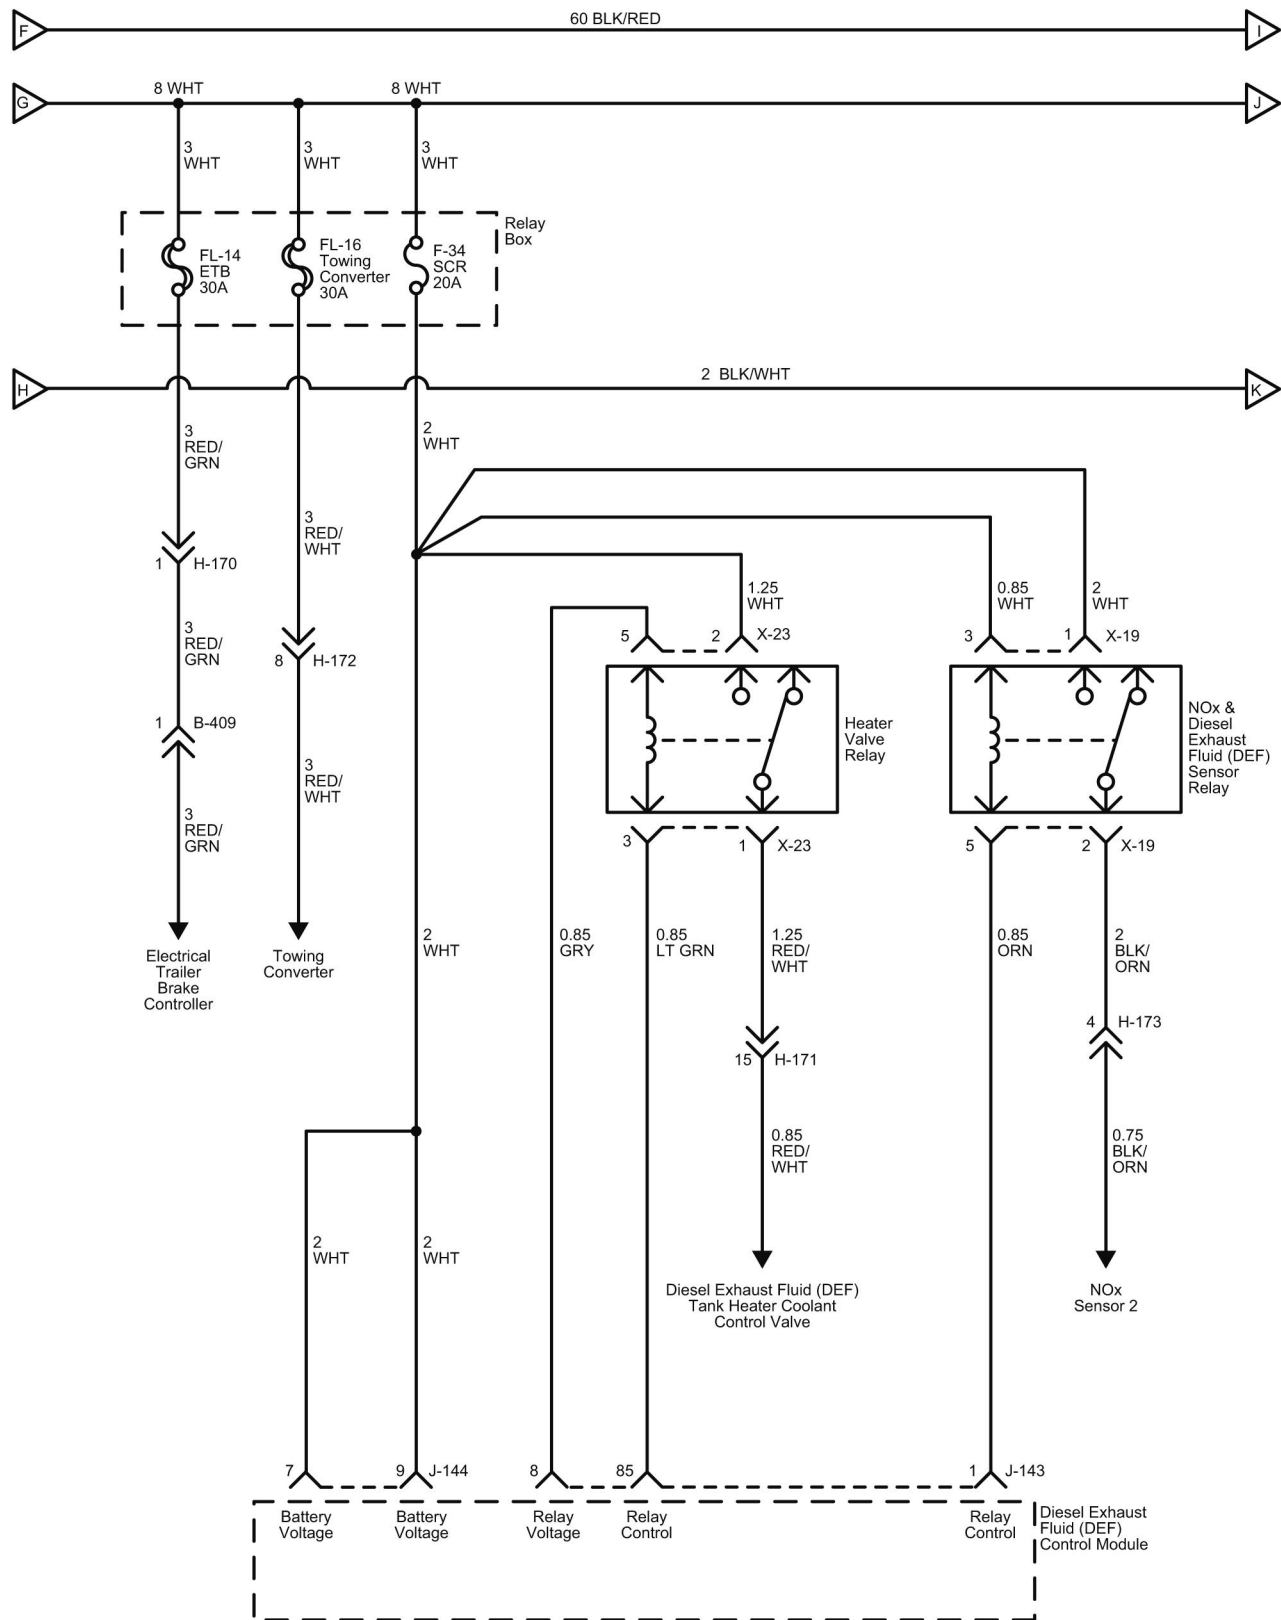 60 BLK/RED
F
I
8 WHT
8 WHT
G
J
3
WHT
3
WHT
3
WHT
Relay
Box
FL-14
ETB
30A
FL-16
Towing
Converter
30A
F-34
SCR
20A
2 BLK/WHT
H
K
3
RED/
GRN
2
WHT
3
RED/
WHT
1
H-170
1.25
WHT
0.85
WHT
2
WHT
3
RED/
GRN
5
2
X-23
3
1
X-19
8
H-172
1
B-409
Heater
Valve
Relay
NOx &
Diesel
Exhaust
Fluid (DEF)
Sensor
Relay
3
RED/
WHT
3
RED/
GRN
3
1
X-23
5
2
X-19
Electrical
Trailer
Brake
Controller
Towing
Converter
2
WHT
0.85
GRY
0.85
LT GRN
1.25
RED/
WHT
0.85
ORN
2
BLK/
ORN
4
H-173
15
H-171
0.85
RED/
WHT
0.75
BLK/
ORN
2
WHT
2
WHT
Diesel Exhaust Fluid (DEF)
Tank Heater Coolant
Control Valve
NOx
Sensor 2
7
9
J-144
8
85
1
J-143
Battery
Voltage
Battery
Voltage
Relay
Voltage
Relay
Control
Relay
Control
Diesel Exhaust
Fluid (DEF)
Control Module